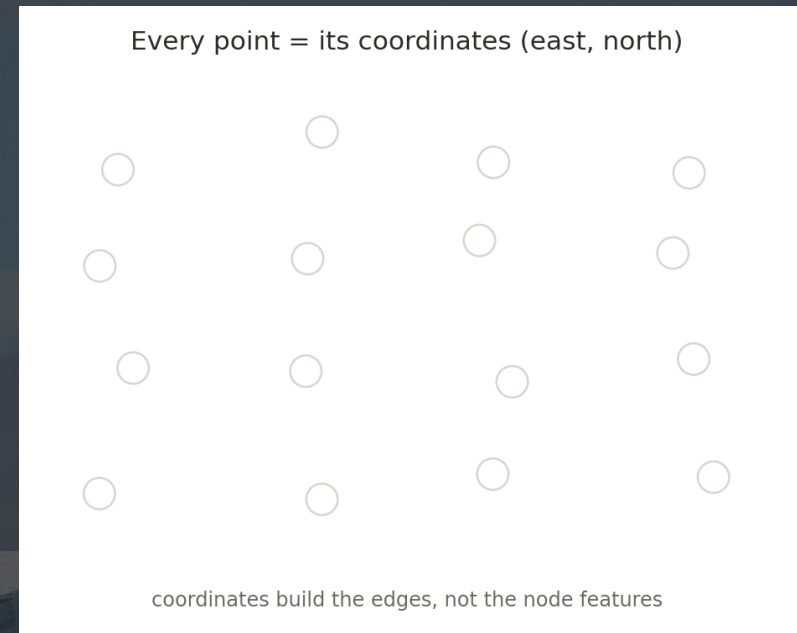 Every point = its coordinates (east, north)
coordinates build the edges, not the node features